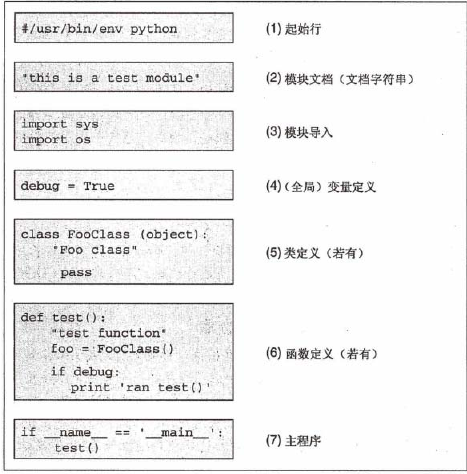 #/usr/bin/env python
(1) 起始行
"this is a test module"
(2) 模块文档（文档字符串）
import sys
import os
(3) 模块导入
debug = True
(4)（全局）变量定义
class FooClass (object):
"Foo class"
pass
(5) 类定义（若有）
def test():
"test function"
foo = FooClass()
if debug:
print 'ran test()'
(6) 函数定义（若有）
if __name__ == '__main__':
test()
(7) 主程序